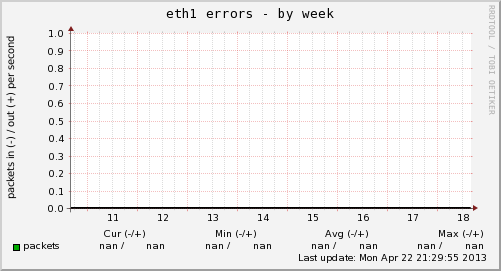 eth1 errors - by week
RRDTOOL / TOBI OETIKER
packets in (-) / out (+) per second
1.0
0.9
0.8
0.7
0.6
0.5
0.4
0.3
0.2
0.1
0.0
11 12 13 14 15 16 17 18
Cur (-/+) Min (-/+) Avg (-/+) Max (-/+)
packets nan / nan nan / nan nan / nan nan / nan
Last update: Mon Apr 22 21:29:55 2013